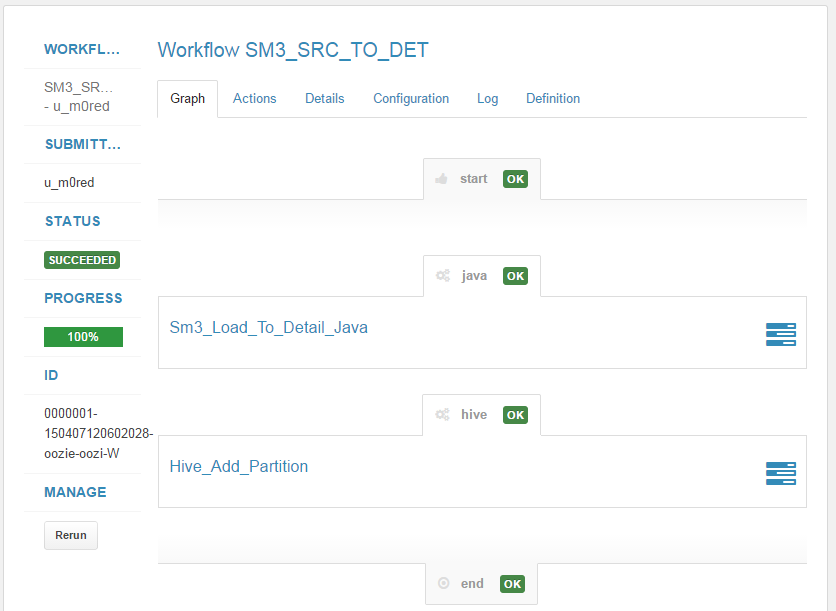 WORKFL...
SM3_SR...
- u_m0red
SUBMITT...
u_m0red
STATUS
SUCCEEDED
PROGRESS
100%
ID
0000001-
150407120602028-
oozie-oozi-W
MANAGE
Rerun
Workflow SM3_SRC_TO_DET
Graph Actions Details Configuration Log Definition
start OK
java OK
Sm3_Load_To_Detail_Java
hive OK
Hive_Add_Partition
end OK